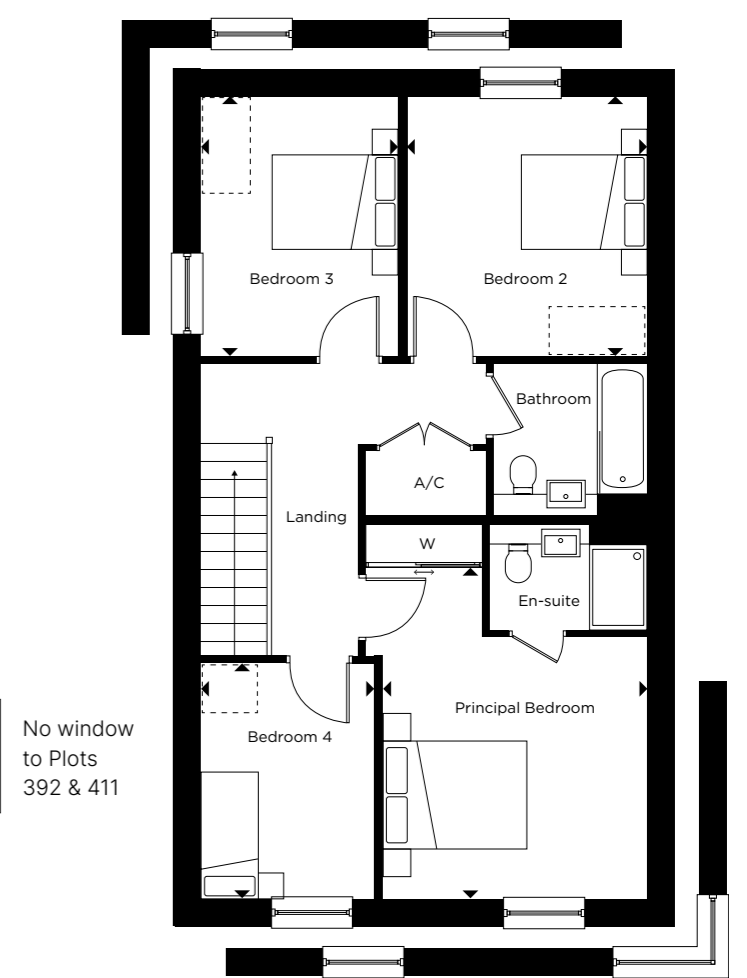 Bedroom 3
Bedroom 2
Bathroom
A/C
Landing
W
En-suite
Principal Bedroom
Bedroom 4
No window
to Plots
392 & 411